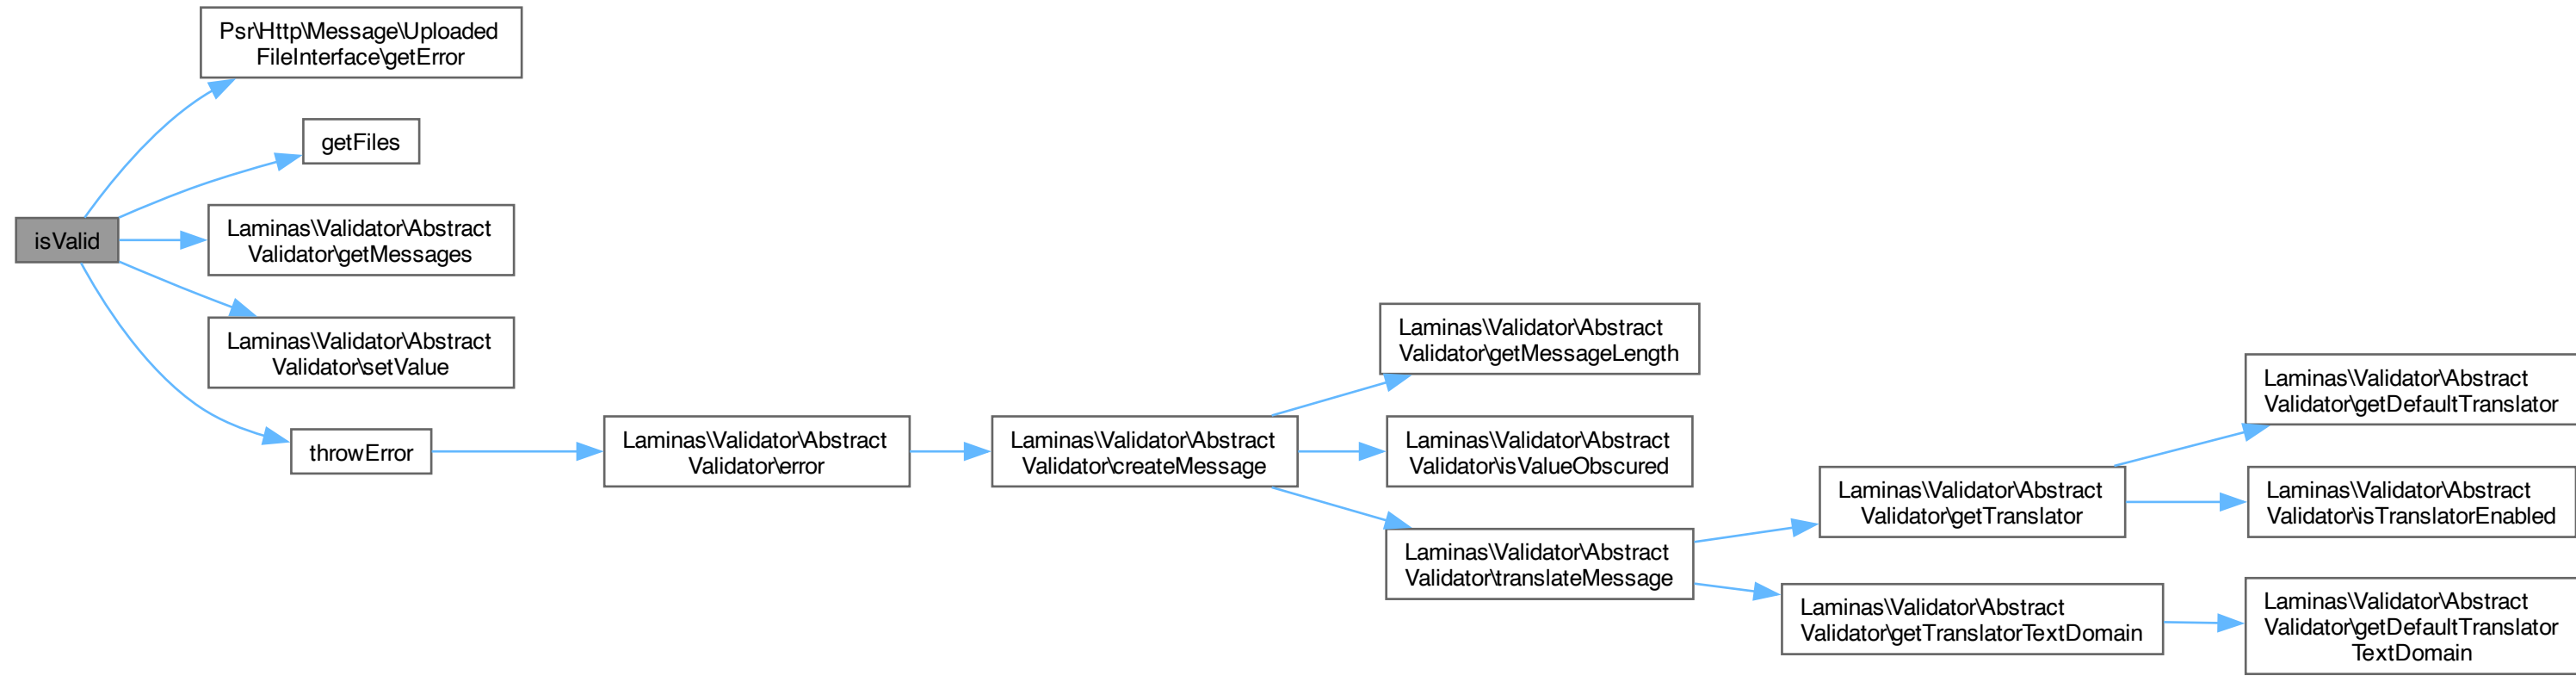 Psr\Http\Message\Uploaded
FileInterface\getError
getFiles
isValid
Laminas\Validator\Abstract
Validator\getMessages
Laminas\Validator\Abstract
Validator\setValue
throwError
Laminas\Validator\Abstract
Validator\error
Laminas\Validator\Abstract
Validator\createMessage
Laminas\Validator\Abstract
Validator\getMessageLength
Laminas\Validator\Abstract
Validator\isValueObscured
Laminas\Validator\Abstract
Validator\translateMessage
Laminas\Validator\Abstract
Validator\getTranslator
Laminas\Validator\Abstract
Validator\getTranslatorTextDomain
Laminas\Validator\Abstract
Validator\getDefaultTranslator
Laminas\Validator\Abstract
Validator\isTranslatorEnabled
Laminas\Validator\Abstract
Validator\getDefaultTranslator
TextDomain